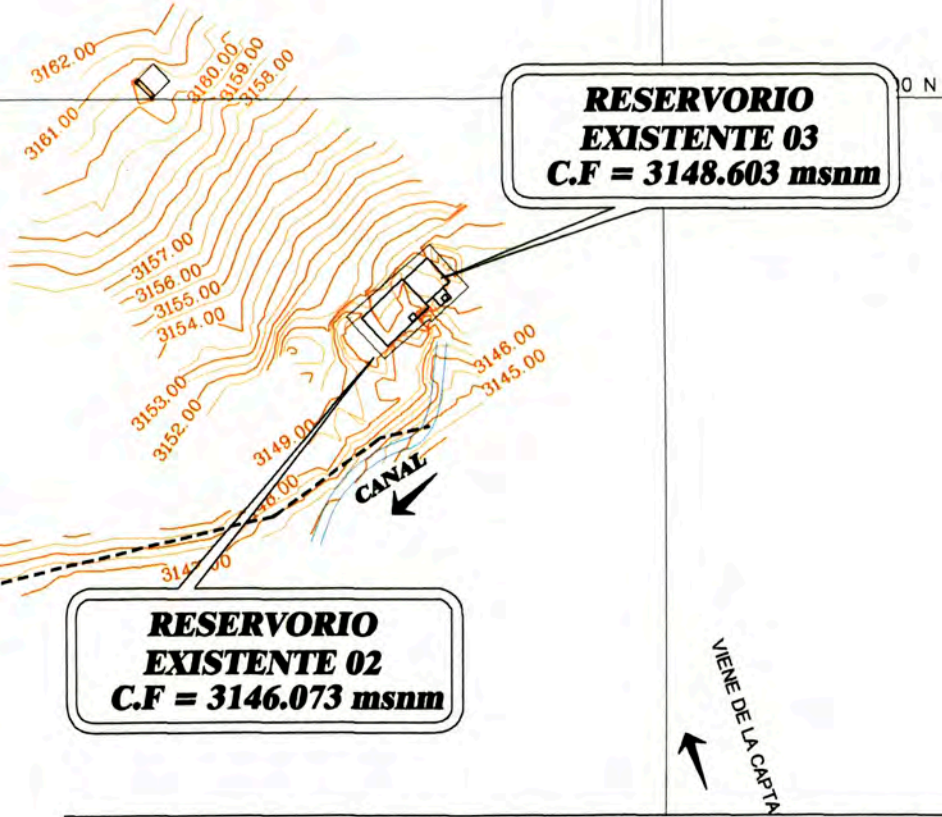 3162.00
3160.00
3159.00
3158.00
3161.00
RESERVORIO
EXISTENTE 03
C.F = 3148.603 msnm
3157.00
3156.00
3155.00
3154.00
3153.00
3152.00
3146.00
3145.00
3149.00
CANAL
RESERVORIO
EXISTENTE 02
C.F = 3146.073 msnm
VIENE DE LA